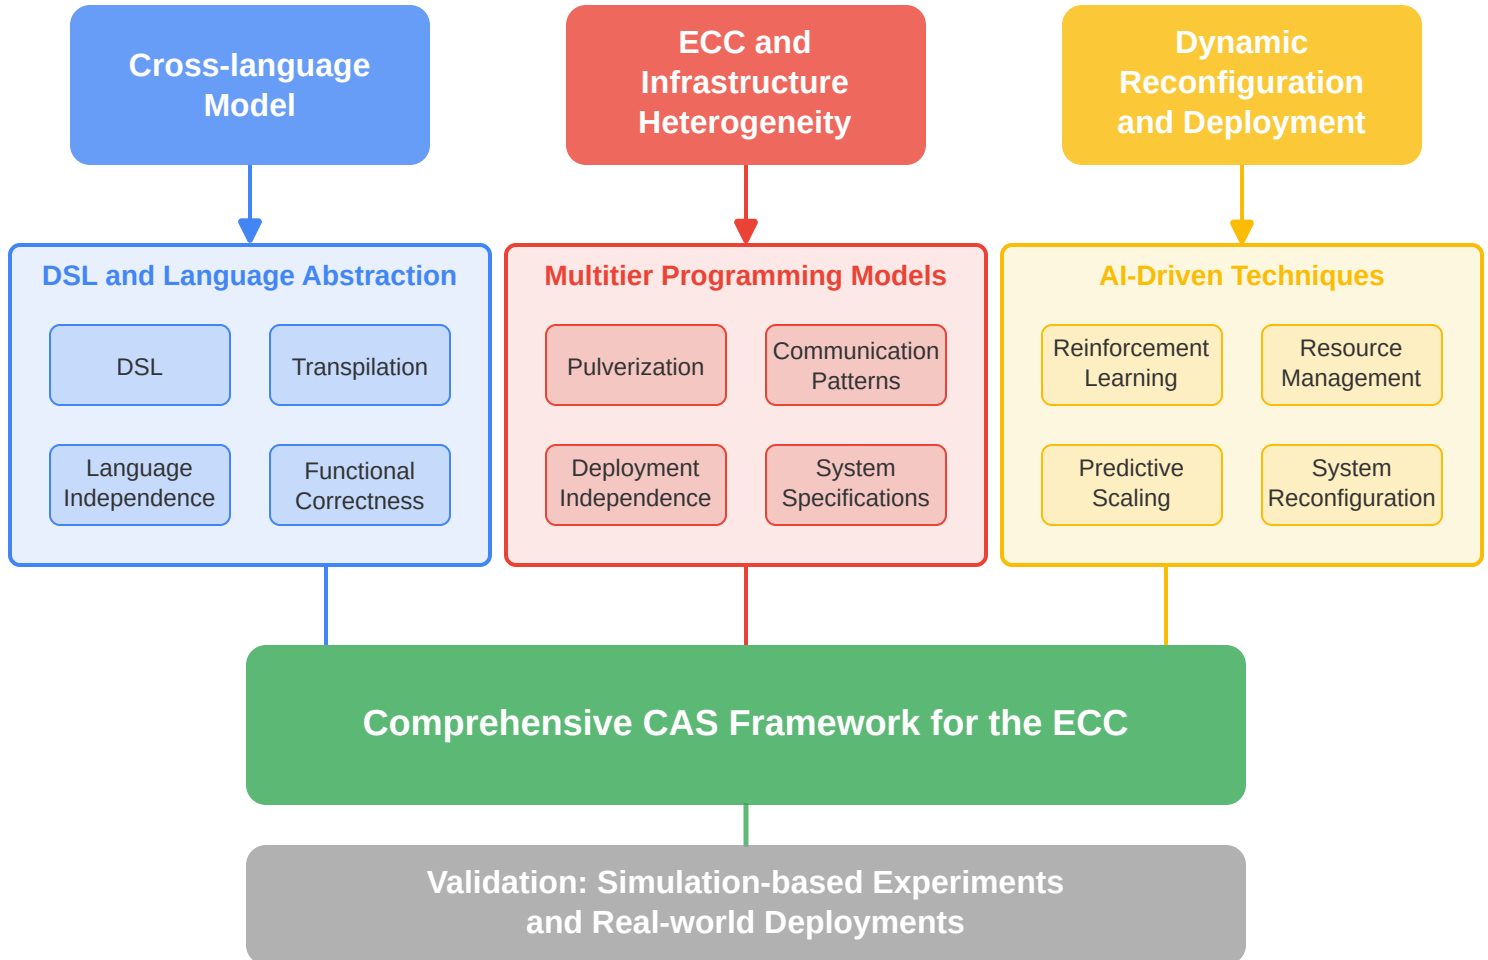 Cross-language
Model
ECC and
Infrastructure
Heterogeneity
Dynamic
Reconfiguration
and Deployment
DSL and Language Abstraction
DSL
Transpilation
Language
Independence
Functional
Correctness
Multitier Programming Models
Pulverization
Communication
Patterns
Deployment
Independence
System
Specifications
AI-Driven Techniques
Reinforcement
Learning
Resource
Management
Predictive
Scaling
System
Reconfiguration
Comprehensive CAS Framework for the ECC
Validation: Simulation-based Experiments
and Real-world Deployments